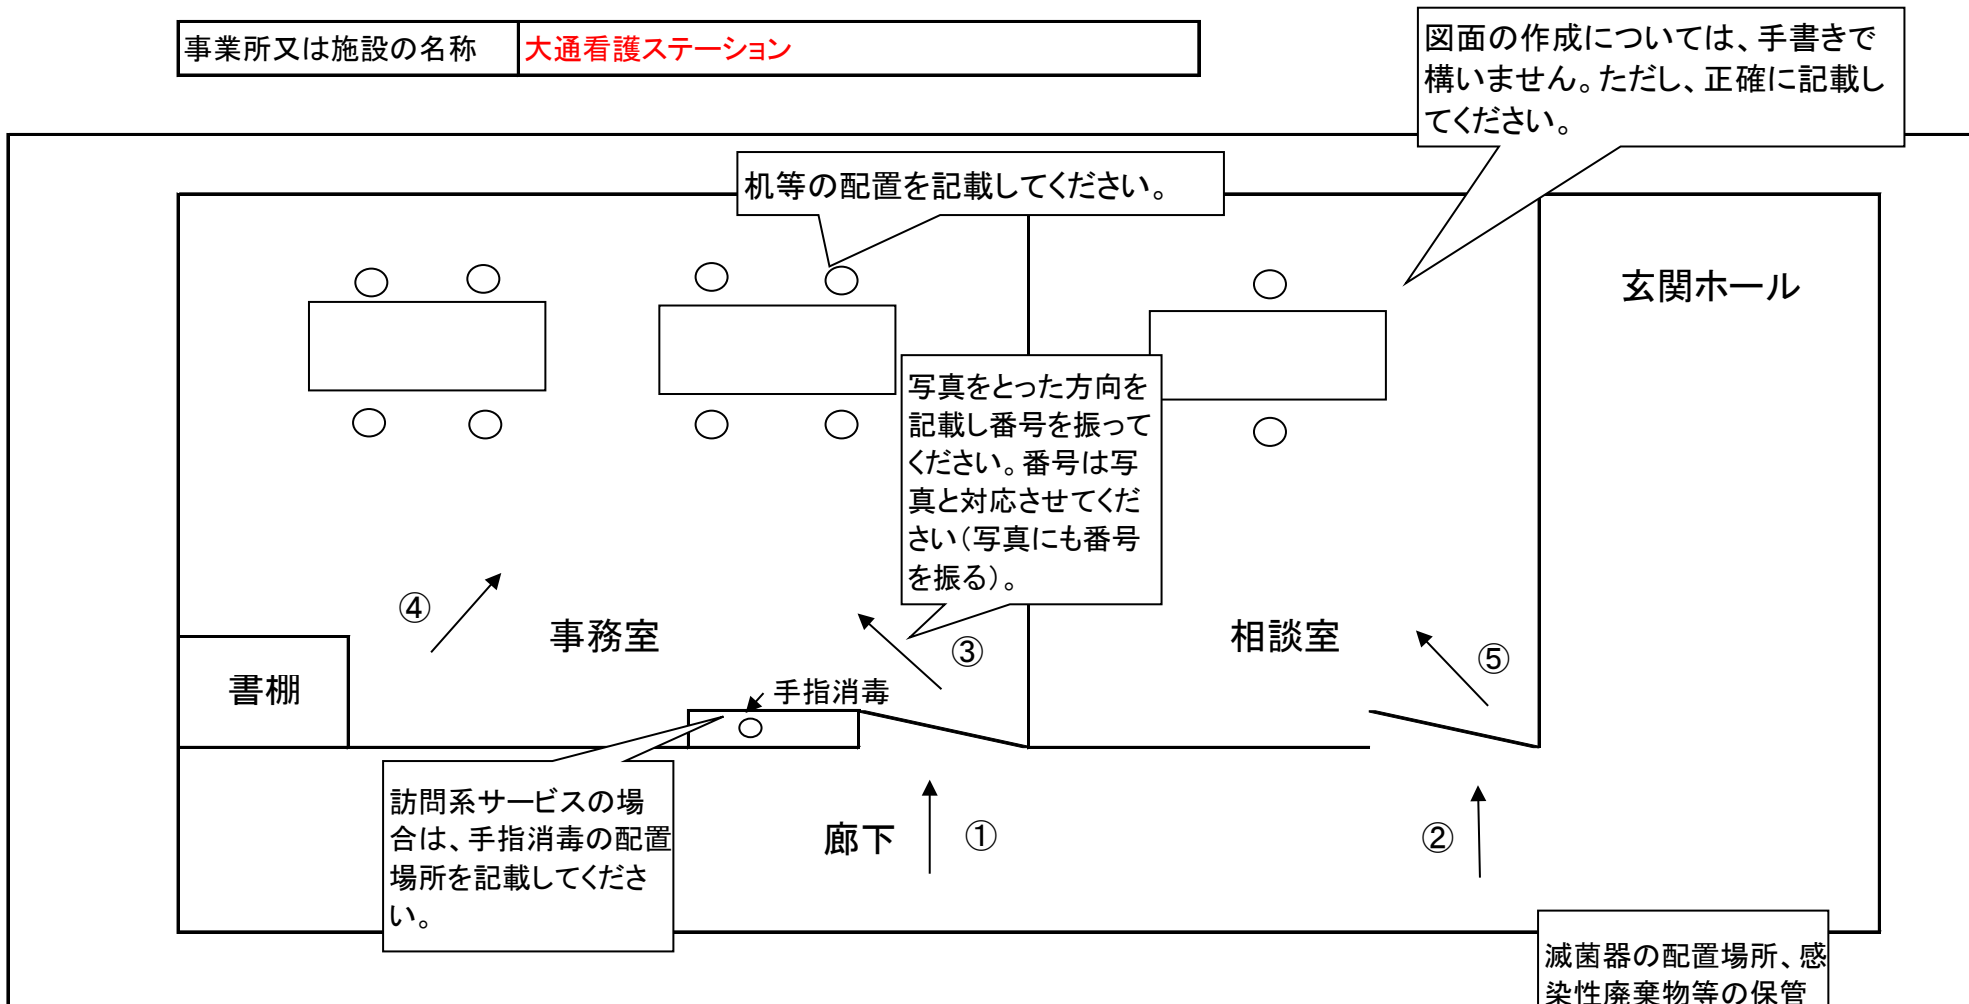 事業所又は施設の名称
大通看護ステーション
図面の作成については、手書きで
構いません。ただし、正確に記載し
てください。
机等の配置を記載してください。
玄関ホール
写真をとった方向を
記載し番号を振って
ください。番号は写
真と対応させてくだ
さい（写真にも番号
を振る）。
④
事務室
③
相談室
⑤
書棚
手指消毒
訪問系サービスの場
合は、手指消毒の配置
場所を記載してくださ
い。
廊下
①
②
滅菌器の配置場所、感
染性廃棄物等の保管